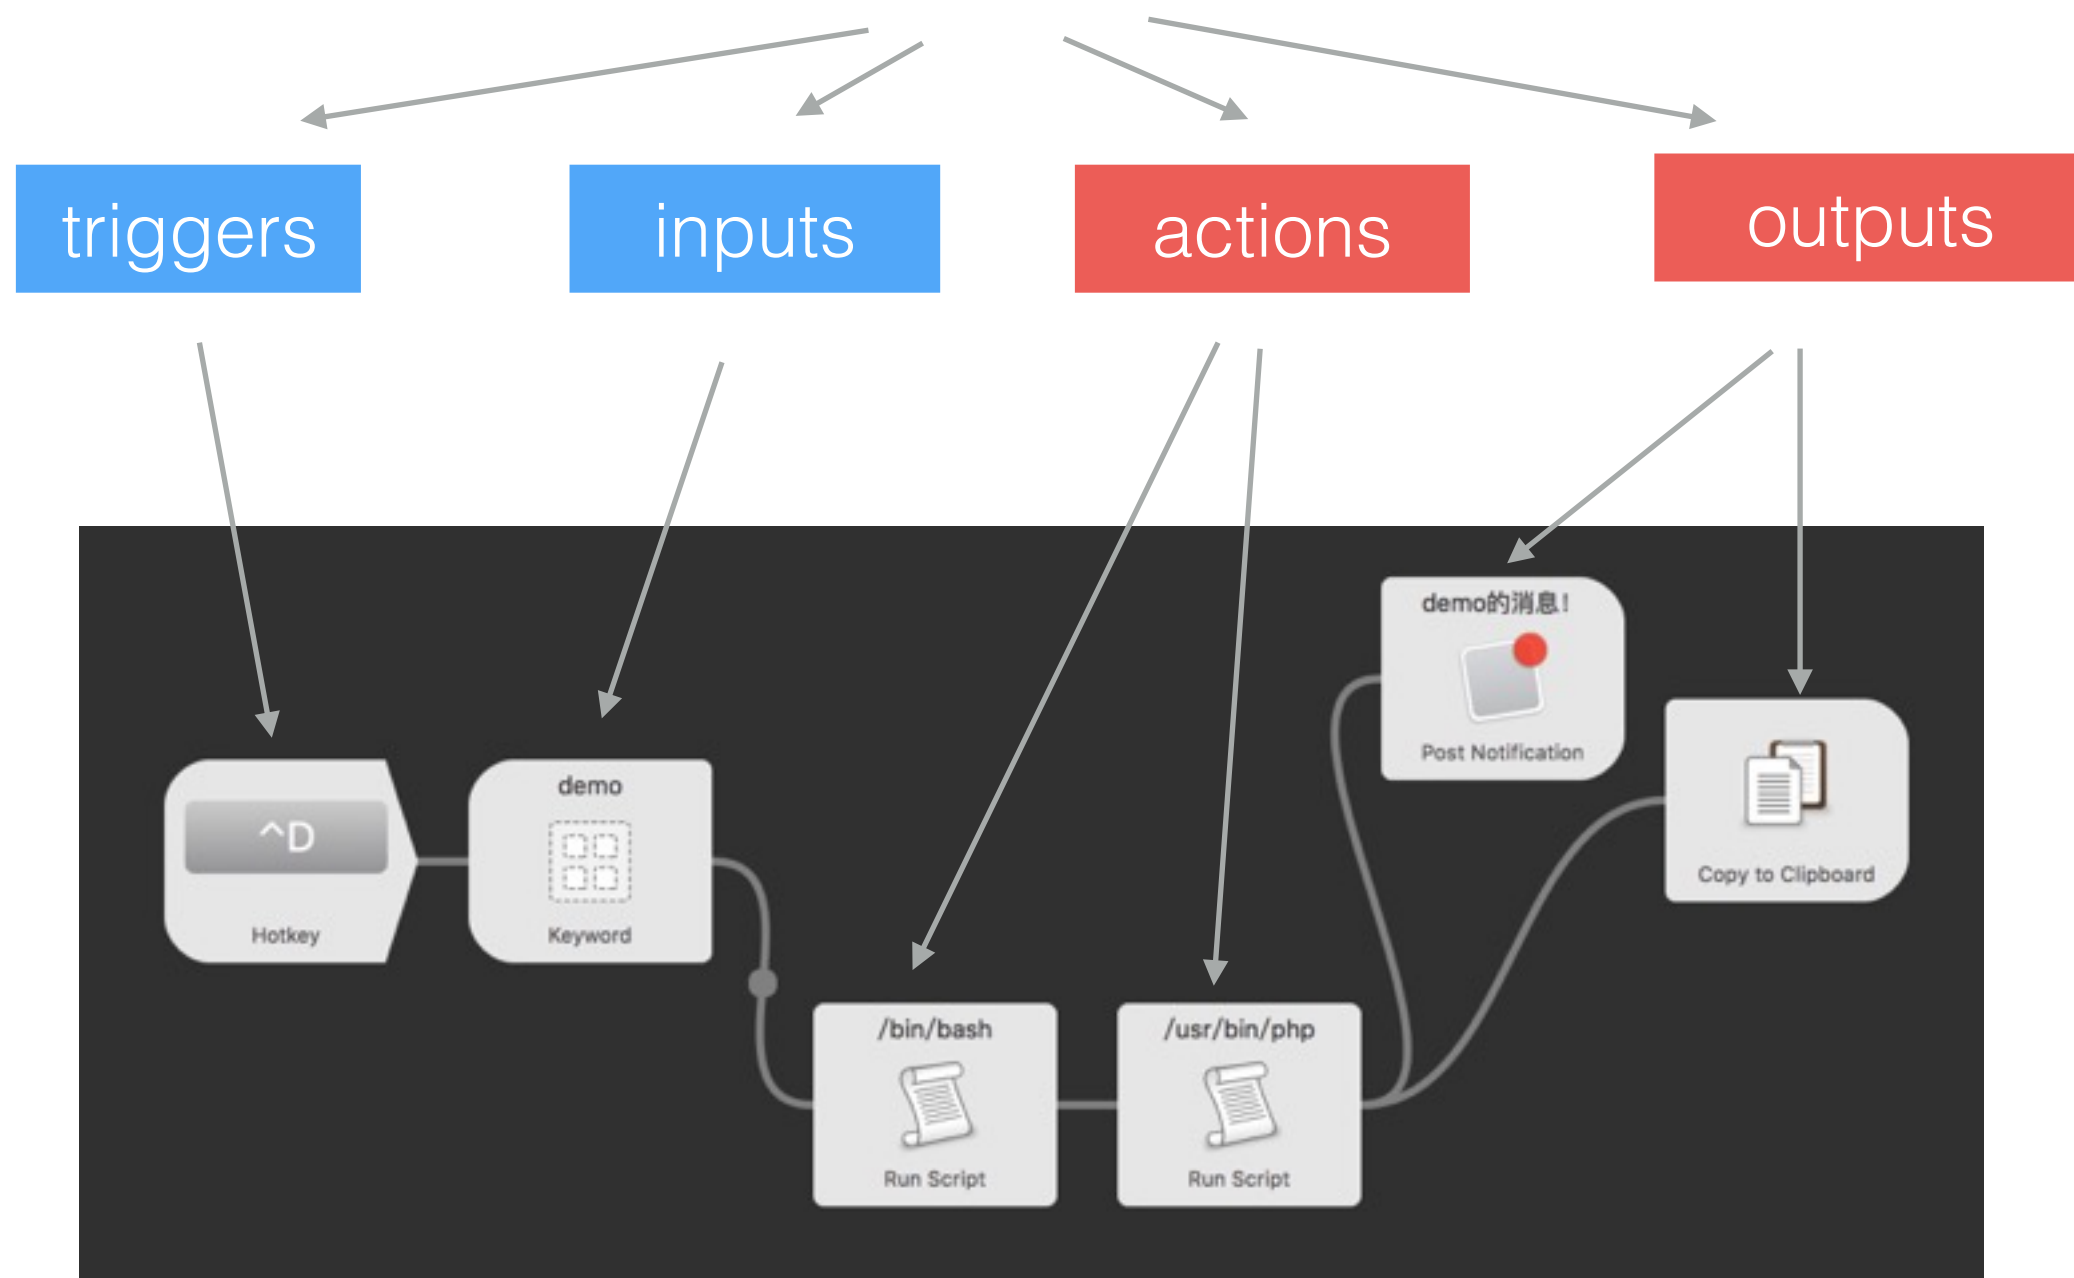 triggers
inputs
actions
outputs
demo的消息!
Post Notification
demo
^D
Copy to Clipboard
Hotkey
Keyword
/bin/bash
/usr/bin/php
Run Script
Run Script